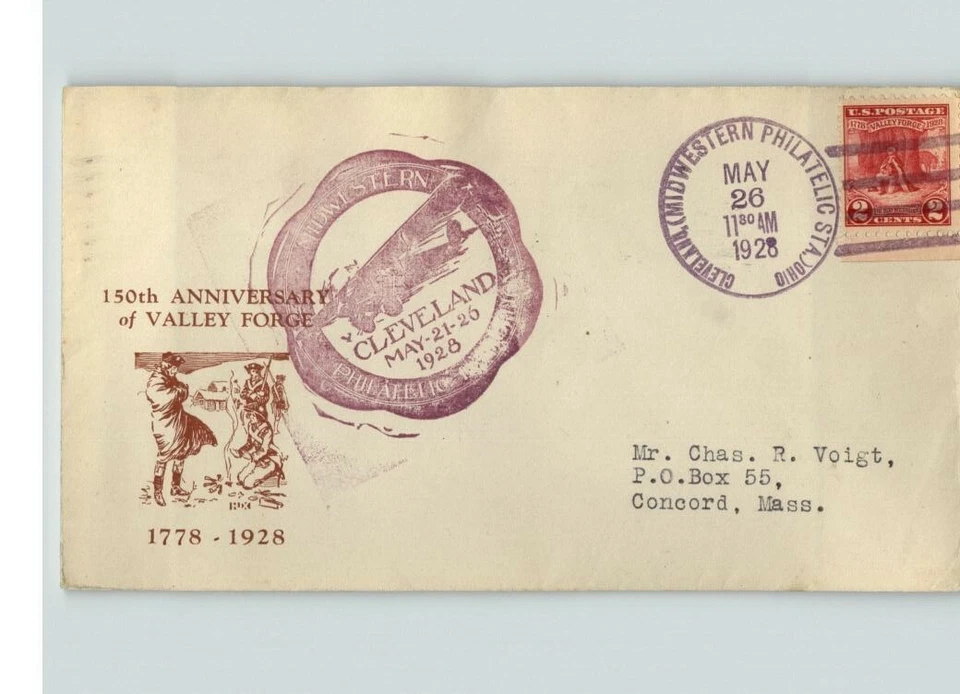 150th ANNIVERSARY
of VALLEY FORGE
1778 - 1928
MIDWESTERN
CLEVELAND
MAY-21-26
1928
PHILATELIC
CLEVELAND, (MIDWESTERN PHILATELIC STA.) OHIO
MAY
26
11 30 AM
1928
U.S. POSTAGE
1778 VALLEY FORGE 1928
2 CENTS 2
Mr. Chas. R. Voigt,
P.O.Box 55,
Concord, Mass.